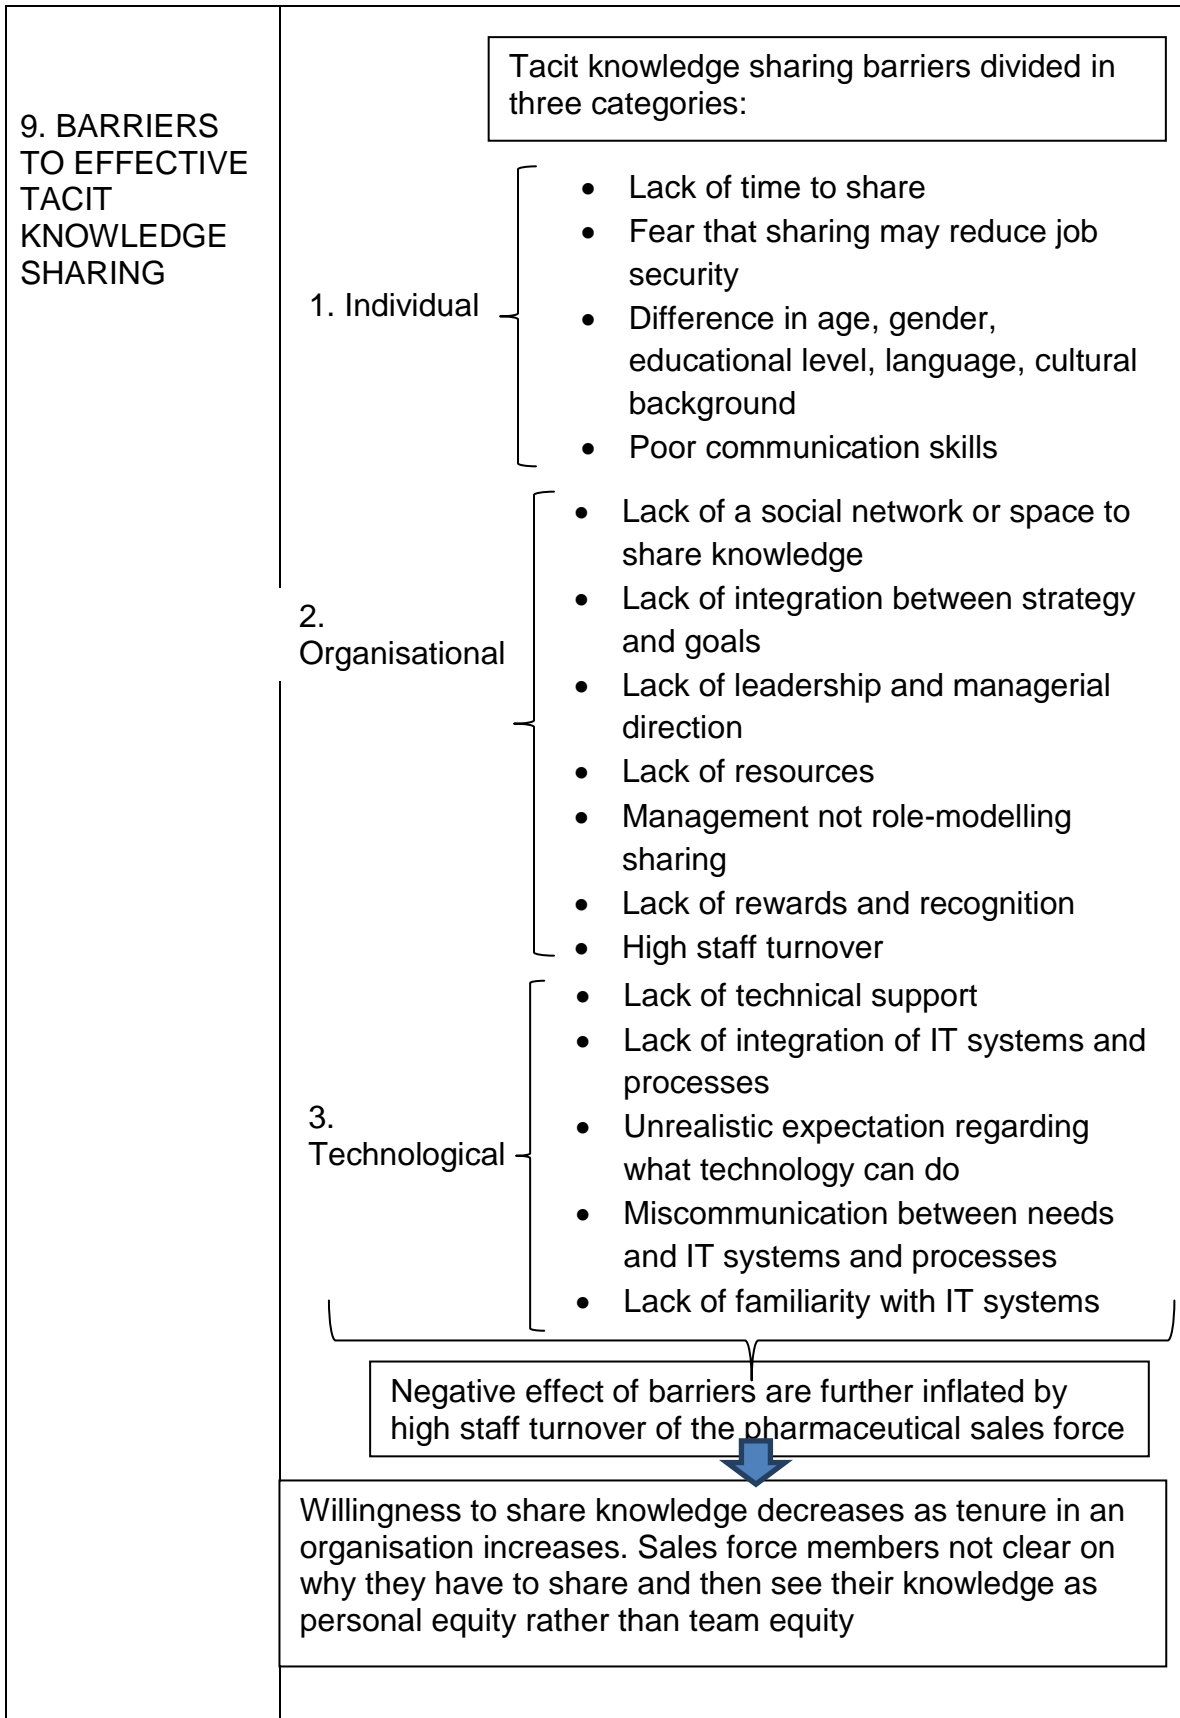 9. BARRIERS
TO EFFECTIVE
TACIT
KNOWLEDGE
SHARING
Tacit knowledge sharing barriers divided in
three categories:
1. Individual
• Lack of time to share
• Fear that sharing may reduce job
security
• Difference in age, gender,
educational level, language, cultural
background
• Poor communication skills
2.
Organisational
• Lack of a social network or space to
share knowledge
• Lack of integration between strategy
and goals
• Lack of leadership and managerial
direction
• Lack of resources
• Management not role-modelling
sharing
• Lack of rewards and recognition
• High staff turnover
3.
Technological
• Lack of technical support
• Lack of integration of IT systems and
processes
• Unrealistic expectation regarding
what technology can do
• Miscommunication between needs
and IT systems and processes
• Lack of familiarity with IT systems
Negative effect of barriers are further inflated by
high staff turnover of the pharmaceutical sales force
Willingness to share knowledge decreases as tenure in an
organisation increases. Sales force members not clear on
why they have to share and then see their knowledge as
personal equity rather than team equity